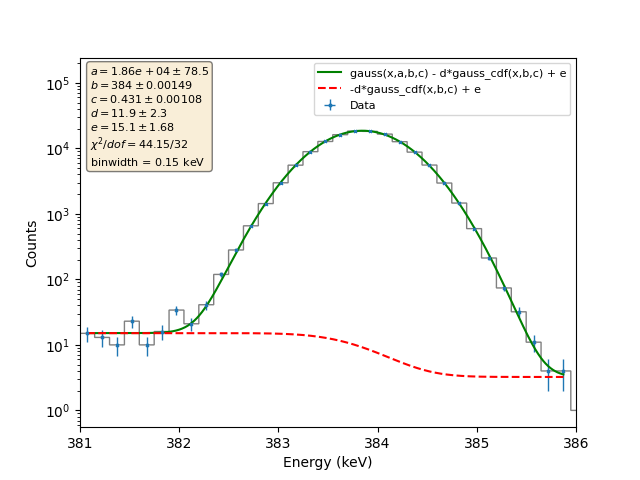 a = 1.86e + 04 ± 78.5
b = 384 ± 0.00149
c = 0.431 ± 0.00108
d = 11.9 ± 2.3
e = 15.1 ± 1.68
χ²/dof = 44.15/32
binwidth = 0.15 keV
gauss(x,a,b,c) - d*gauss_cdf(x,b,c) + e
-d*gauss_cdf(x,b,c) + e
Data
Counts
10⁵
10⁴
10³
10²
10¹
10⁰
381 382 383 384 385 386
Energy (keV)